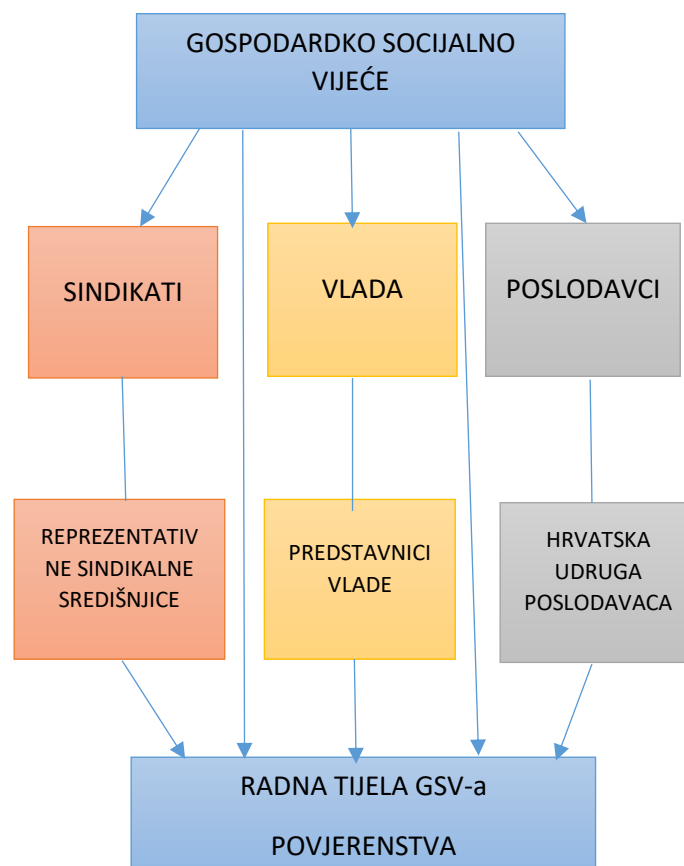 GOSPODARDKO SOCIJALNO
VIJEĆE
SINDIKATI
VLADA
POSLODAVCI
REPREZENTATIV
NE SINDIKALNE
SREDIŠNJICE
PREDSTAVNICI
VLADE
HRVATSKA
UDRUGA
POSLODAVACA
RADNA TIJELA GSV-a
POVJERENSTVA